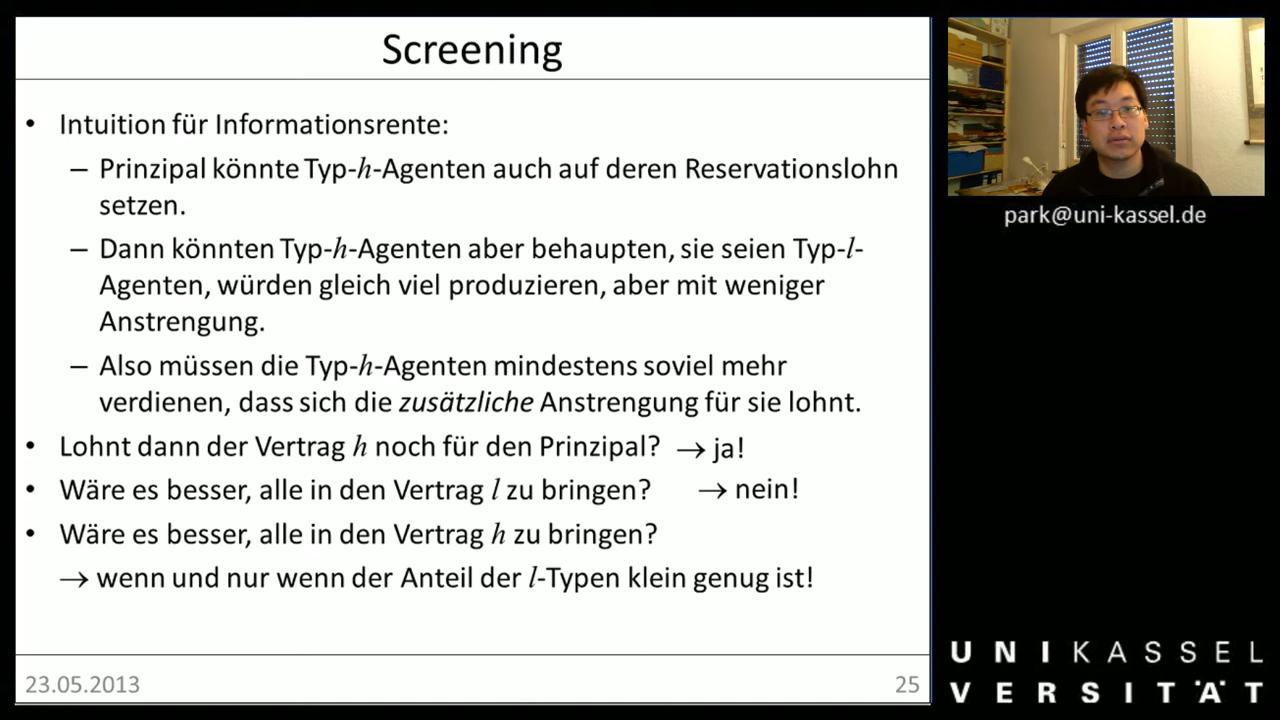 Screening
• Intuition für Informationsrente:
– Prinzipal könnte Typ-h-Agenten auch auf deren Reservationslohn
setzen.
– Dann könnten Typ-h-Agenten aber behaupten, sie seien Typ-l-
Agenten, würden gleich viel produzieren, aber mit weniger
Anstrengung.
– Also müssen die Typ-h-Agenten mindestens soviel mehr
verdienen, dass sich die zusätzliche Anstrengung für sie lohnt.
• Lohnt dann der Vertrag h noch für den Prinzipal? → ja!
• Wäre es besser, alle in den Vertrag l zu bringen? → nein!
• Wäre es besser, alle in den Vertrag h zu bringen?
→ wenn und nur wenn der Anteil der l-Typen klein genug ist!
23.05.2013 25
park@uni-kassel.de
UNIKASSEL
VERSITÄT